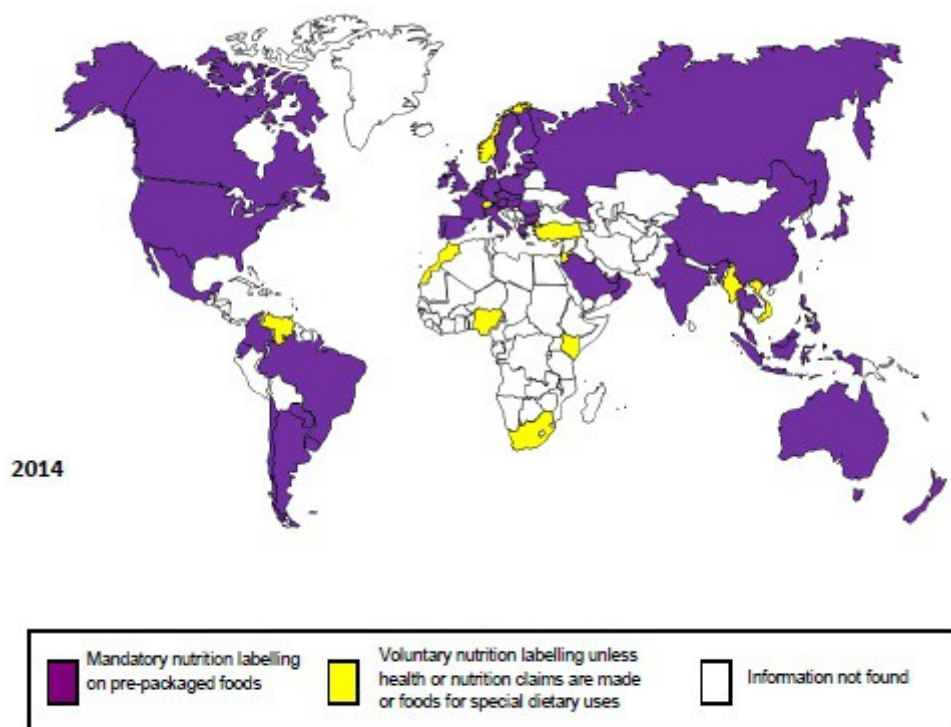 2014
Mandatory nutrition labelling
on pre-packaged foods
Voluntary nutrition labelling unless
health or nutrition claims are made
or foods for special dietary uses
Information not found